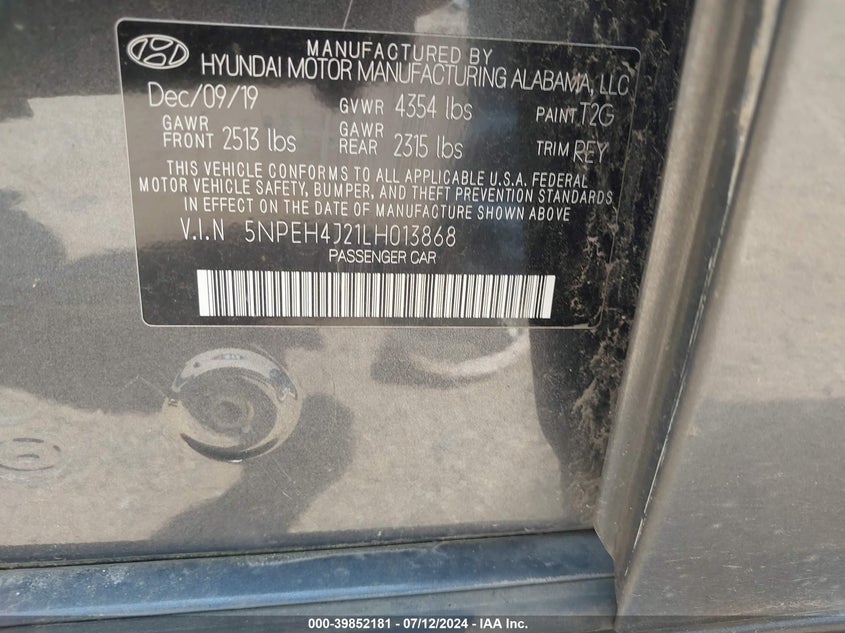 MANUFACTURED BY
HYUNDAI MOTOR MANUFACTURING ALABAMA, LLC
Dec/09/19 GVWR 4354 lbs PAINT T2G
GAWR FRONT 2513 lbs GAWR REAR 2315 lbs TRIM REY
THIS VEHICLE CONFORMS TO ALL APPLICABLE U.S.A. FEDERAL
MOTOR VEHICLE SAFETY, BUMPER, AND THEFT PREVENTION STANDARDS
IN EFFECT ON THE DATE OF MANUFACTURE SHOWN ABOVE
V.I.N 5NPEH4J21LH013868
PASSENGER CAR
000-39852181 - 07/12/2024 - IAA Inc.